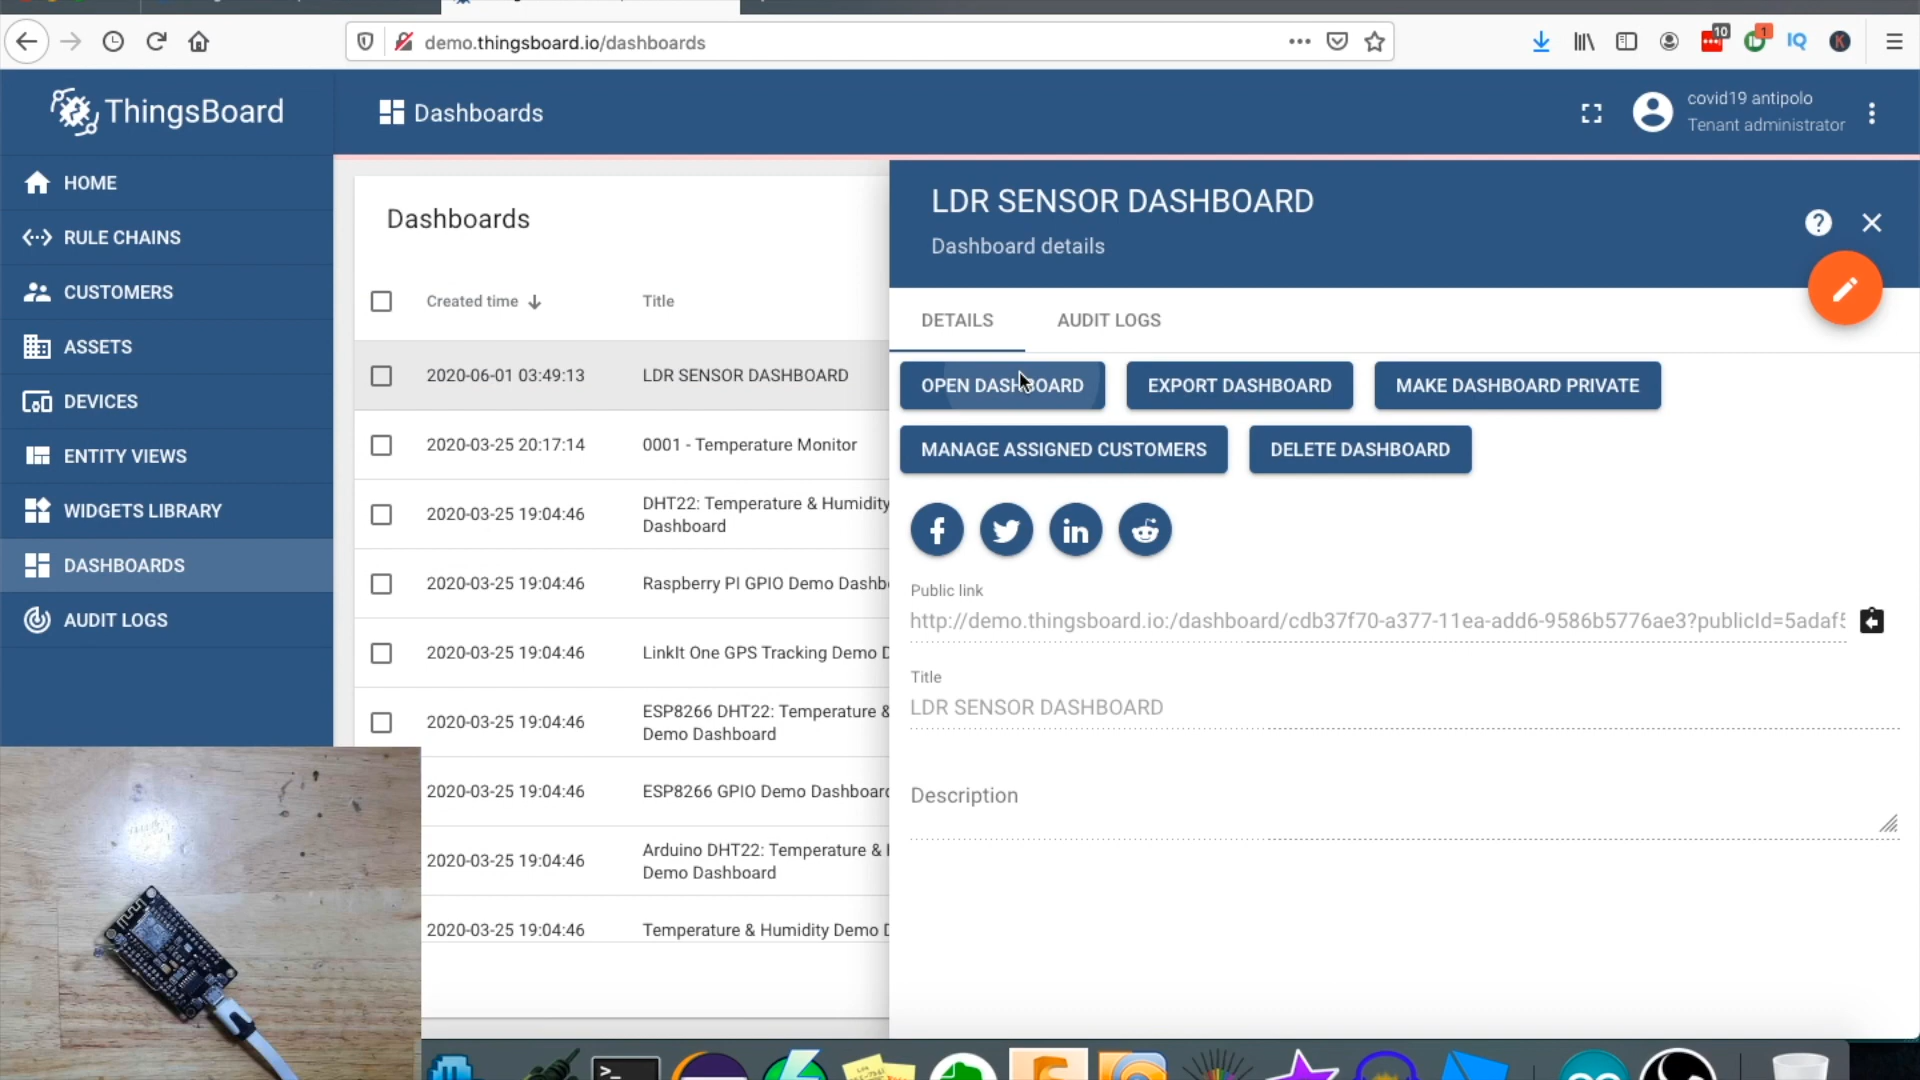 demo.thingsboard.io/dashboards
10
1
IQ
K
ThingsBoard
Dashboards
covid19 antipolo
Tenant administrator
HOME
RULE CHAINS
CUSTOMERS
ASSETS
DEVICES
ENTITY VIEWS
WIDGETS LIBRARY
DASHBOARDS
AUDIT LOGS
Dashboards
Created time
Title
2020-06-01 03:49:13
LDR SENSOR DASHBOARD
2020-03-25 20:17:14
0001 - Temperature Monitor
2020-03-25 19:04:46
DHT22: Temperature & Humidity
Dashboard
2020-03-25 19:04:46
Raspberry PI GPIO Demo Dashb
2020-03-25 19:04:46
LinkIt One GPS Tracking Demo D
2020-03-25 19:04:46
ESP8266 DHT22: Temperature &
Demo Dashboard
2020-03-25 19:04:46
ESP8266 GPIO Demo Dashboard
2020-03-25 19:04:46
Arduino DHT22: Temperature &
Demo Dashboard
2020-03-25 19:04:46
Temperature & Humidity Demo D
LDR SENSOR DASHBOARD
Dashboard details
DETAILS
AUDIT LOGS
OPEN DASHBOARD
EXPORT DASHBOARD
MAKE DASHBOARD PRIVATE
MANAGE ASSIGNED CUSTOMERS
DELETE DASHBOARD
Public link
http://demo.thingsboard.io:/dashboard/cdb37f70-a377-11ea-add6-9586b5776ae3?publicId=5adaf5
Title
LDR SENSOR DASHBOARD
Description